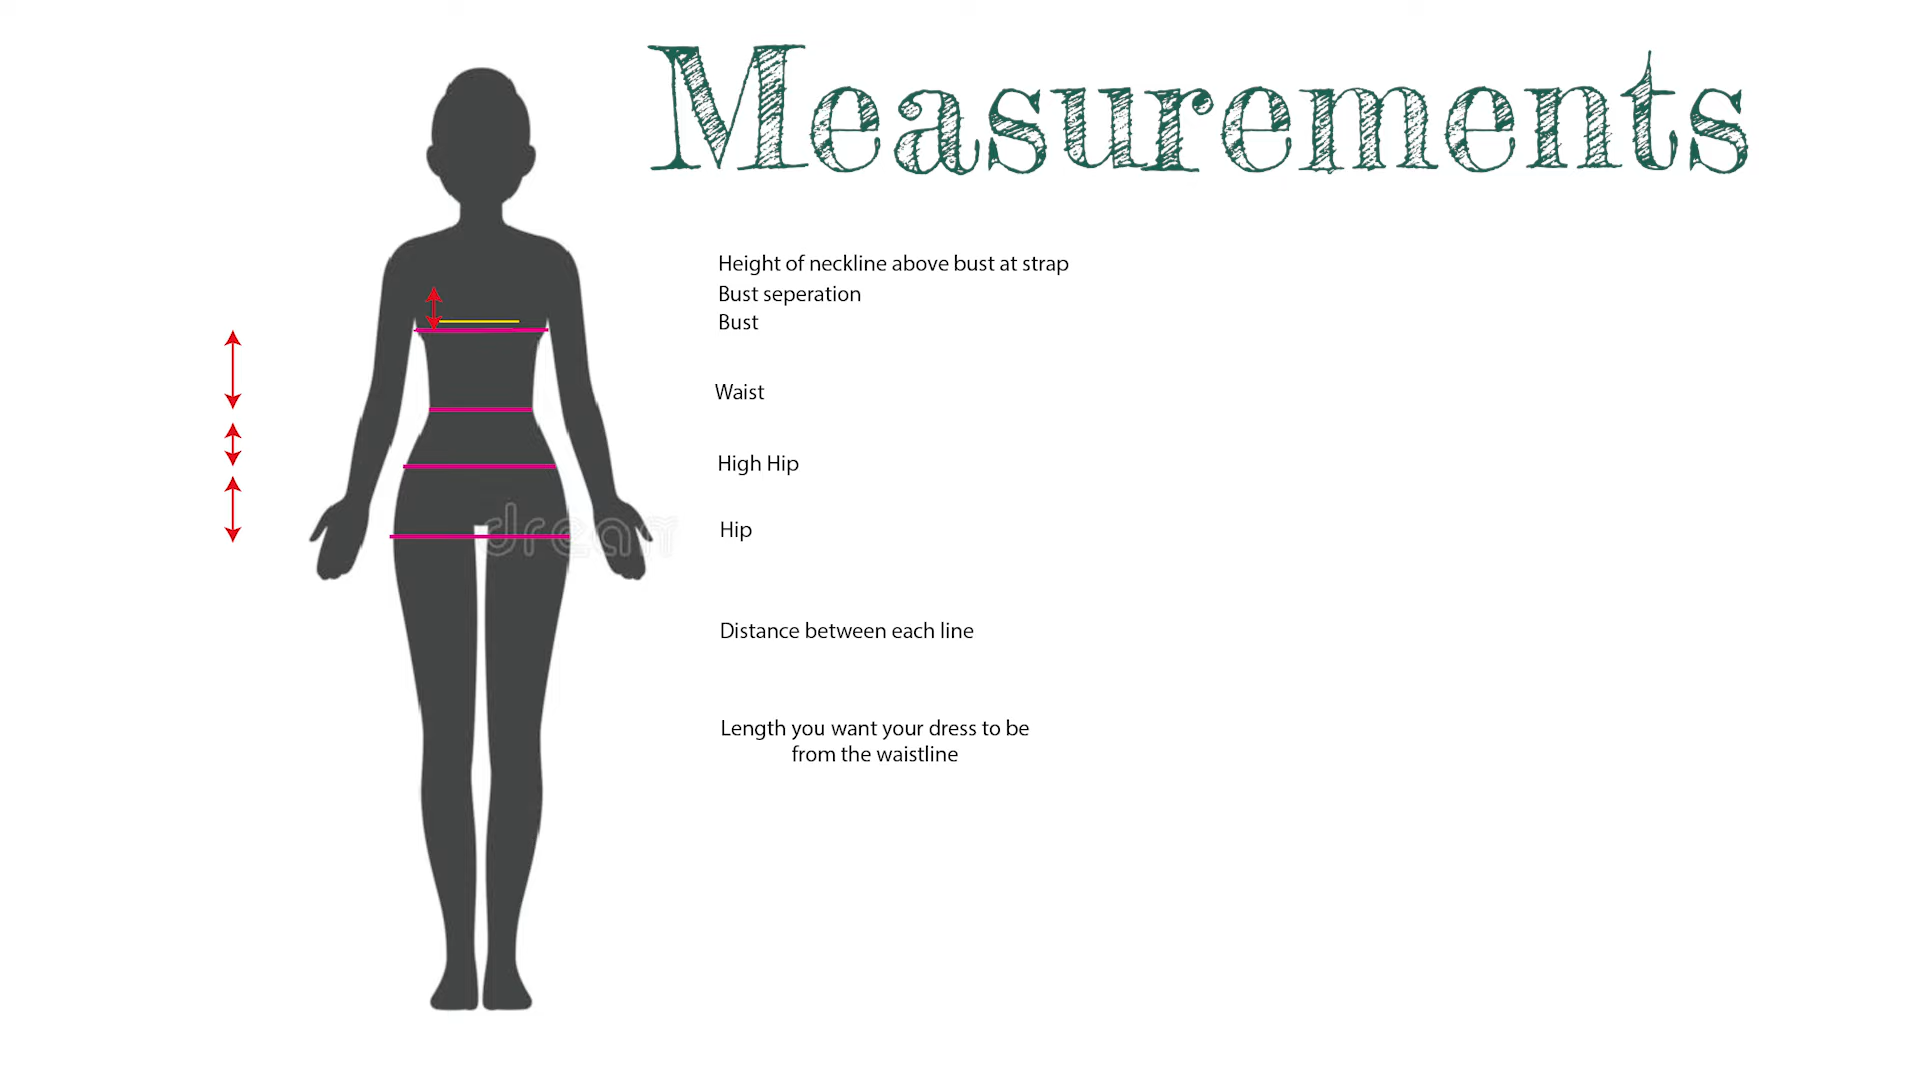 Measurements
Height of neckline above bust at strap
Bust seperation
Bust
Waist
High Hip
dream
Hip
Distance between each line
Length you want your dress to be
from the waistline